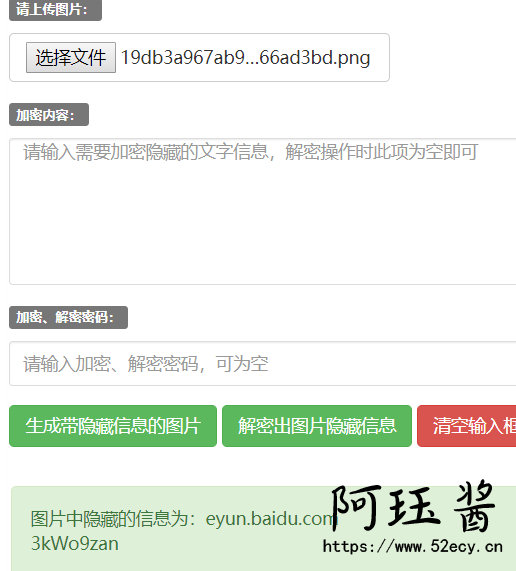 请上传图片：
选择文件 19db3a967ab9...66ad3bd.png
加密内容：
请输入需要加密隐藏的文字信息，解密操作时此项为空即可
加密、解密密码：
请输入加密、解密密码，可为空
生成带隐藏信息的图片 解密出图片隐藏信息 清空输入框
图片中隐藏的信息为：eyun.baidu.com
3kWo9zan
阿珏酱
https://www.52ecy.cn